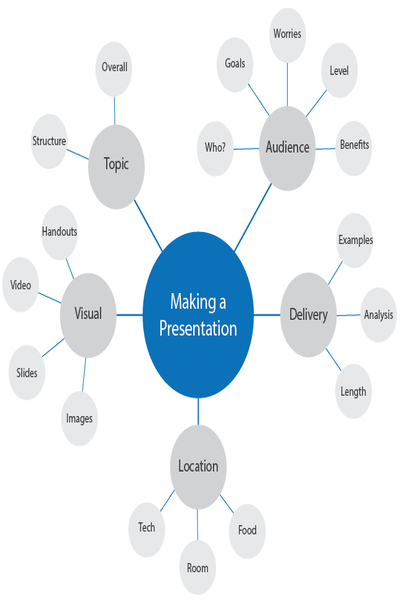 Worries
Goals
Overall
Level
Structure
Who?
Audience
Benefits
Topic
Handouts
Examples
Video
Visual
Making a
Presentation
Delivery
Analysis
Slides
Length
Images
Location
Tech
Food
Room